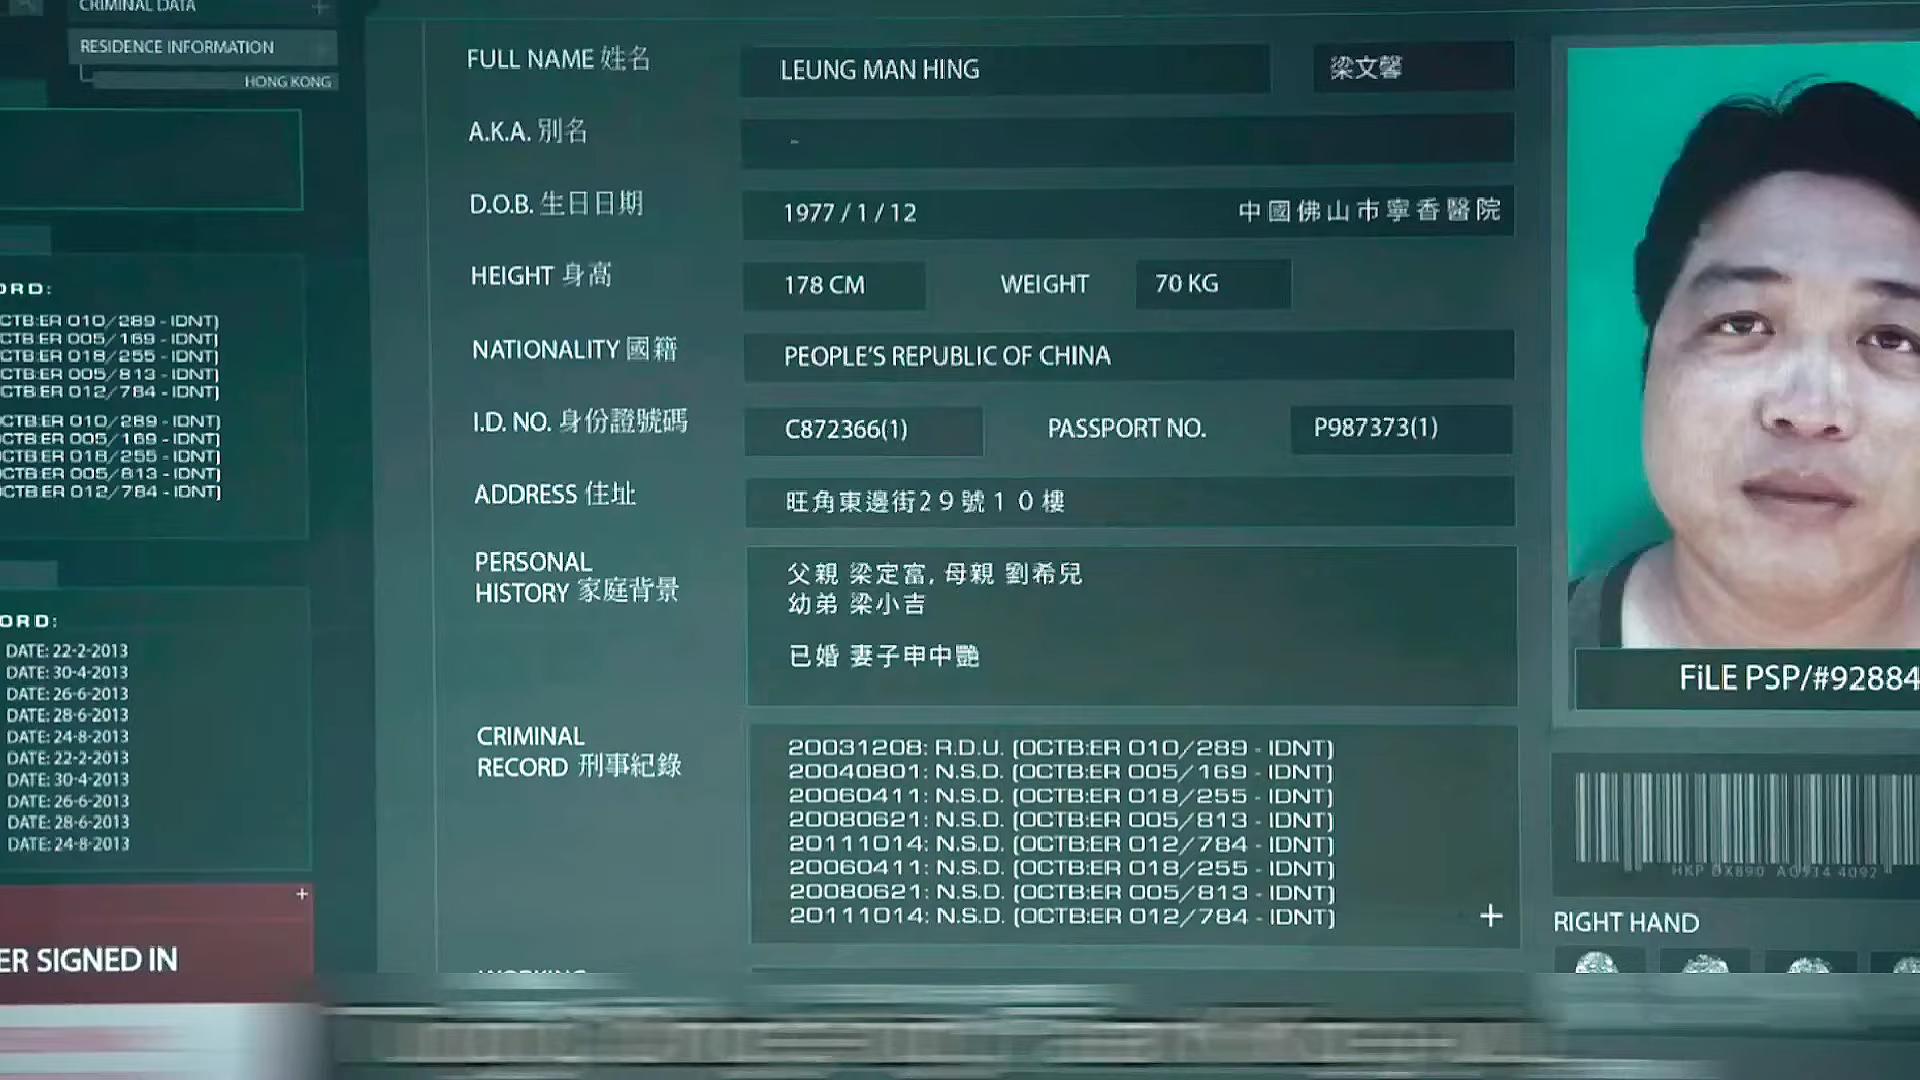 CRIMINAL DATA
RESIDENCE INFORMATION
HONG KONG
ORD:
CTB:ER 010/289 - IDNT)
CTB:ER 005/169 - IDNT)
CTB:ER 018/255 - IDNT)
CTB:ER 005/813 - IDNT)
CTB:ER 012/784 - IDNT)
CTB:ER 010/289 - IDNT)
CTB:ER 005/169 - IDNT)
CTB:ER 018/255 - IDNT)
CTB:ER 005/813 - IDNT)
CTB:ER 012/784 - IDNT)
ORD:
DATE: 22-2-2013
DATE: 30-4-2013
DATE: 26-6-2013
DATE: 28-6-2013
DATE: 24-8-2013
DATE: 22-2-2013
DATE: 30-4-2013
DATE: 26-6-2013
DATE: 28-6-2013
DATE: 24-8-2013
ER SIGNED IN
FULL NAME 姓名 LEUNG MAN HING 梁文馨
A.K.A. 別名 -
D.O.B. 生日日期 1977 / 1 / 12 中國佛山市寧香醫院
HEIGHT 身高 178 CM WEIGHT 70 KG
NATIONALITY 國籍 PEOPLE'S REPUBLIC OF CHINA
I.D. NO. 身份證號碼 C872366(1) PASSPORT NO. P987373(1)
ADDRESS 住址 旺角東邊街29號10樓
PERSONAL
HISTORY 家庭背景
父親 梁定富, 母親 劉希兒
幼弟 梁小吉
已婚 妻子申中艷
CRIMINAL
RECORD 刑事紀錄
20031208: R.D.U. (OCTB:ER 010/289 - IDNT)
20040801: N.S.D. (OCTB:ER 005/169 - IDNT)
20060411: N.S.D. (OCTB:ER 018/255 - IDNT)
20080621: N.S.D. (OCTB:ER 005/813 - IDNT)
20111014: N.S.D. (OCTB:ER 012/784 - IDNT)
20060411: N.S.D. (OCTB:ER 018/255 - IDNT)
20080621: N.S.D. (OCTB:ER 005/813 - IDNT)
20111014: N.S.D. (OCTB:ER 012/784 - IDNT)
FiLE PSP/#92884
HKP 0X890 A0934 4092
RIGHT HAND